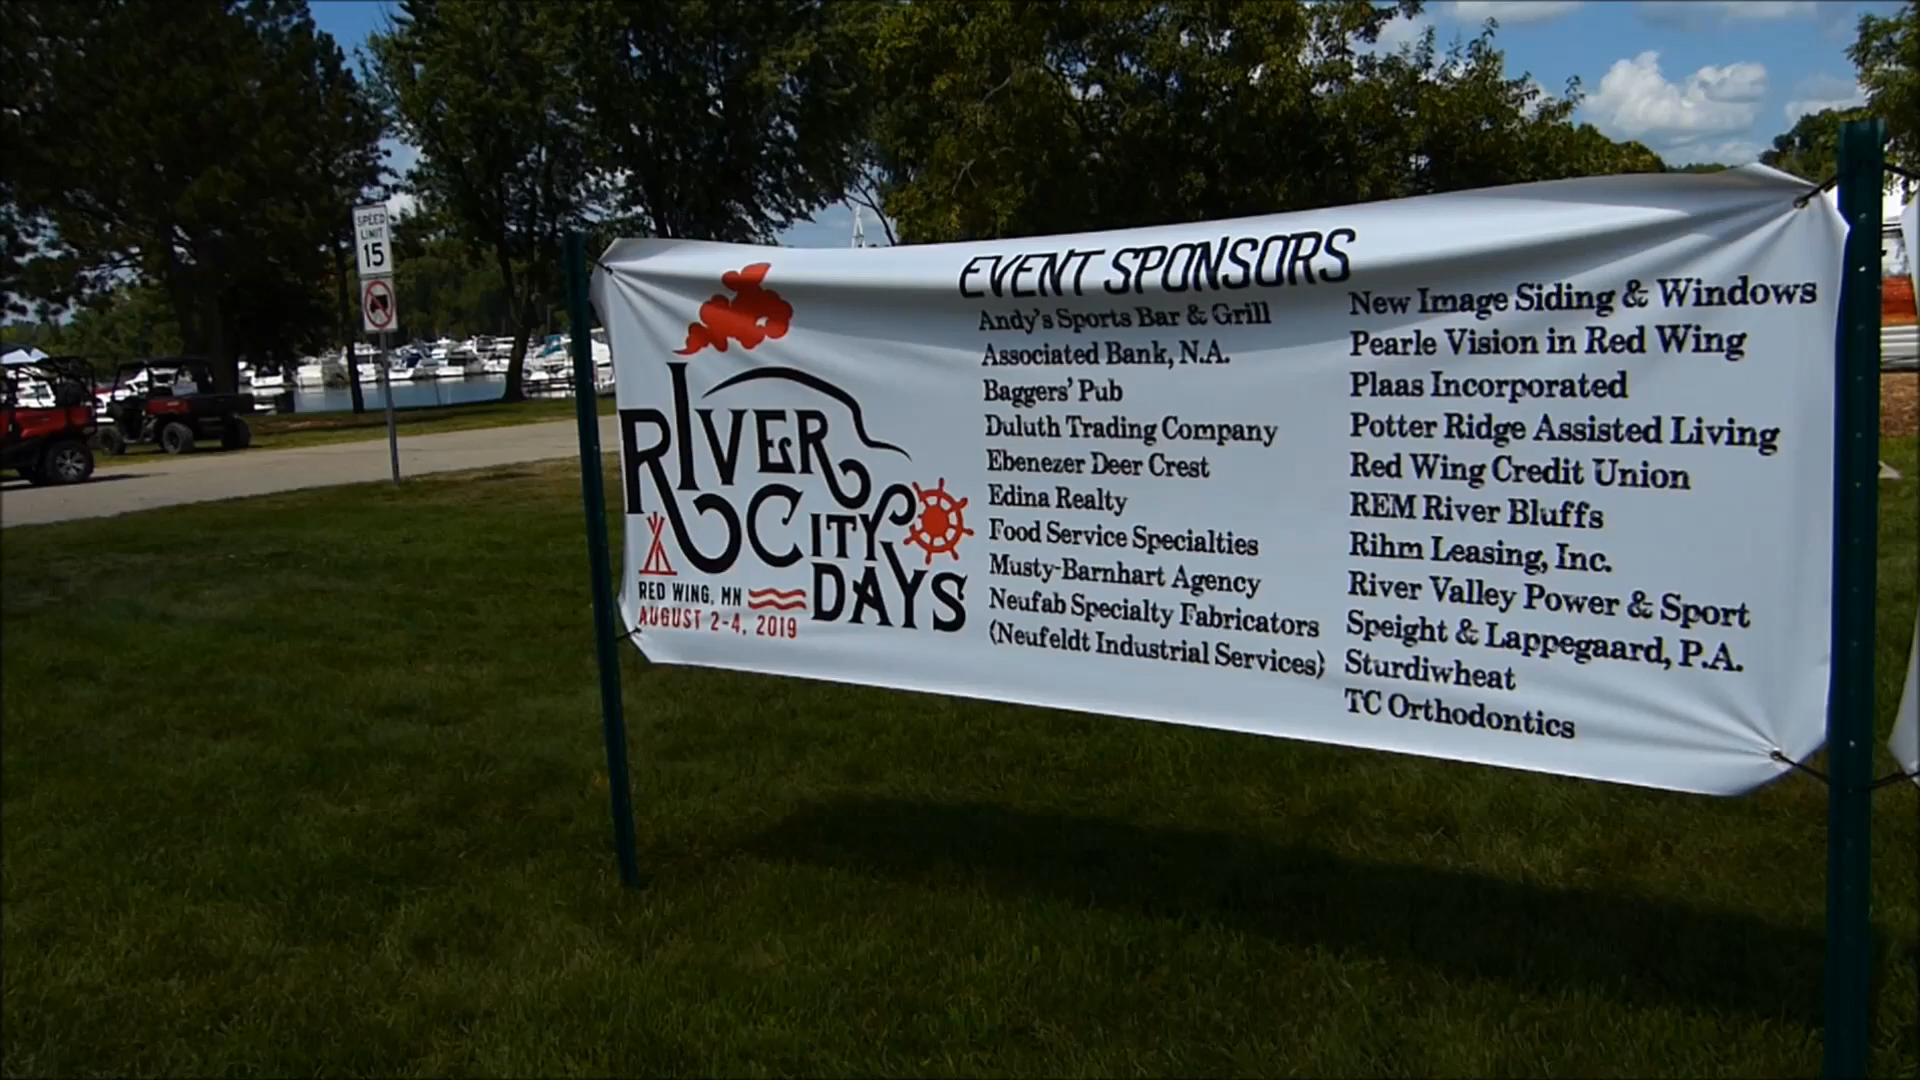 SPEED
LIMIT
15
RIVER
CITY
DAYS
RED WING, MN
AUGUST 2-4, 2019
EVENT SPONSORS
Andy's Sports Bar & Grill
Associated Bank, N.A.
Baggers' Pub
Duluth Trading Company
Ebenezer Deer Crest
Edina Realty
Food Service Specialties
Musty-Barnhart Agency
Neufab Specialty Fabricators
(Neufeldt Industrial Services)
New Image Siding & Windows
Pearle Vision in Red Wing
Plaas Incorporated
Potter Ridge Assisted Living
Red Wing Credit Union
REM River Bluffs
Rihm Leasing, Inc.
River Valley Power & Sport
Speight & Lappegaard, P.A.
Sturdiwheat
TC Orthodontics